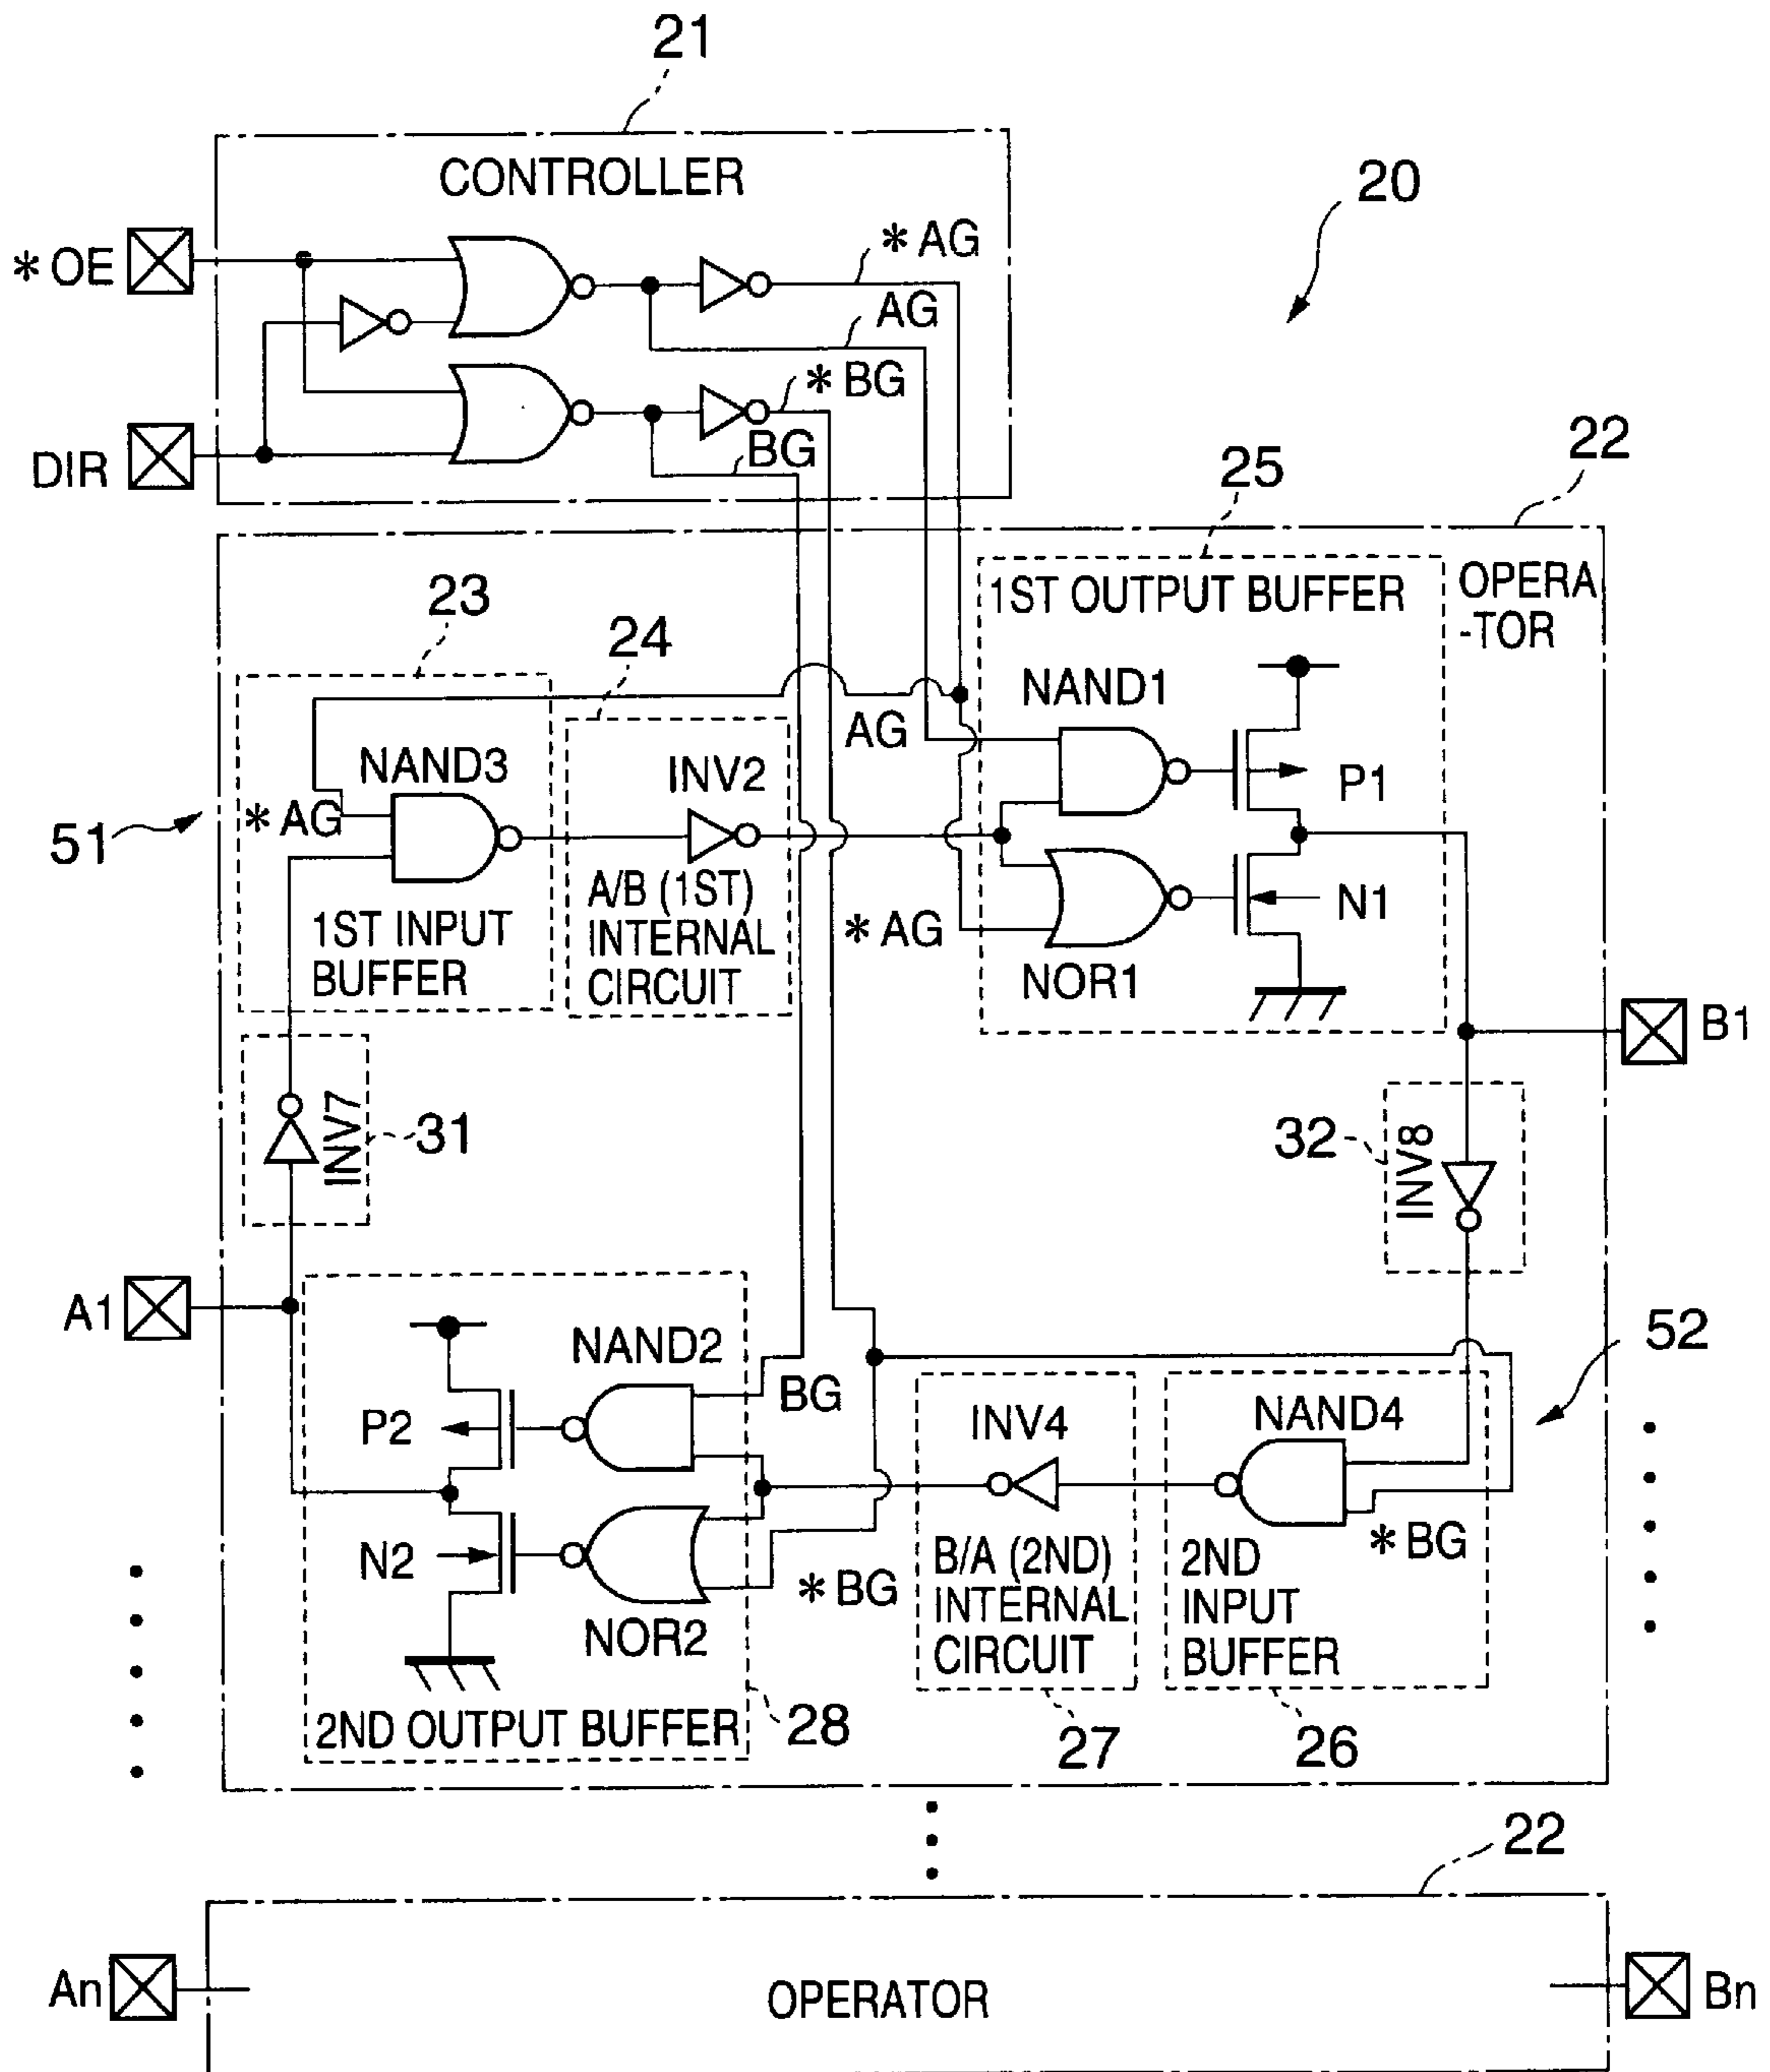 21
CONTROLLER
20
*OE
*AG
AG
*BG
DIR
BG
22
25
1ST OUTPUT BUFFER
OPERA
-TOR
23
24
NAND1
AG
NAND3
INV2
P1
*AG
51
A/B (1ST)
INTERNAL
CIRCUIT
N1
1ST INPUT
BUFFER
*AG
NOR1
B1
INV7
31
32
INV8
A1
NAND2
52
BG
P2
INV4
NAND4
N2
B/A (2ND)
INTERNAL
CIRCUIT
2ND
INPUT
BUFFER
*BG
*BG
NOR2
2ND OUTPUT BUFFER
28
27
26
22
An
OPERATOR
Bn